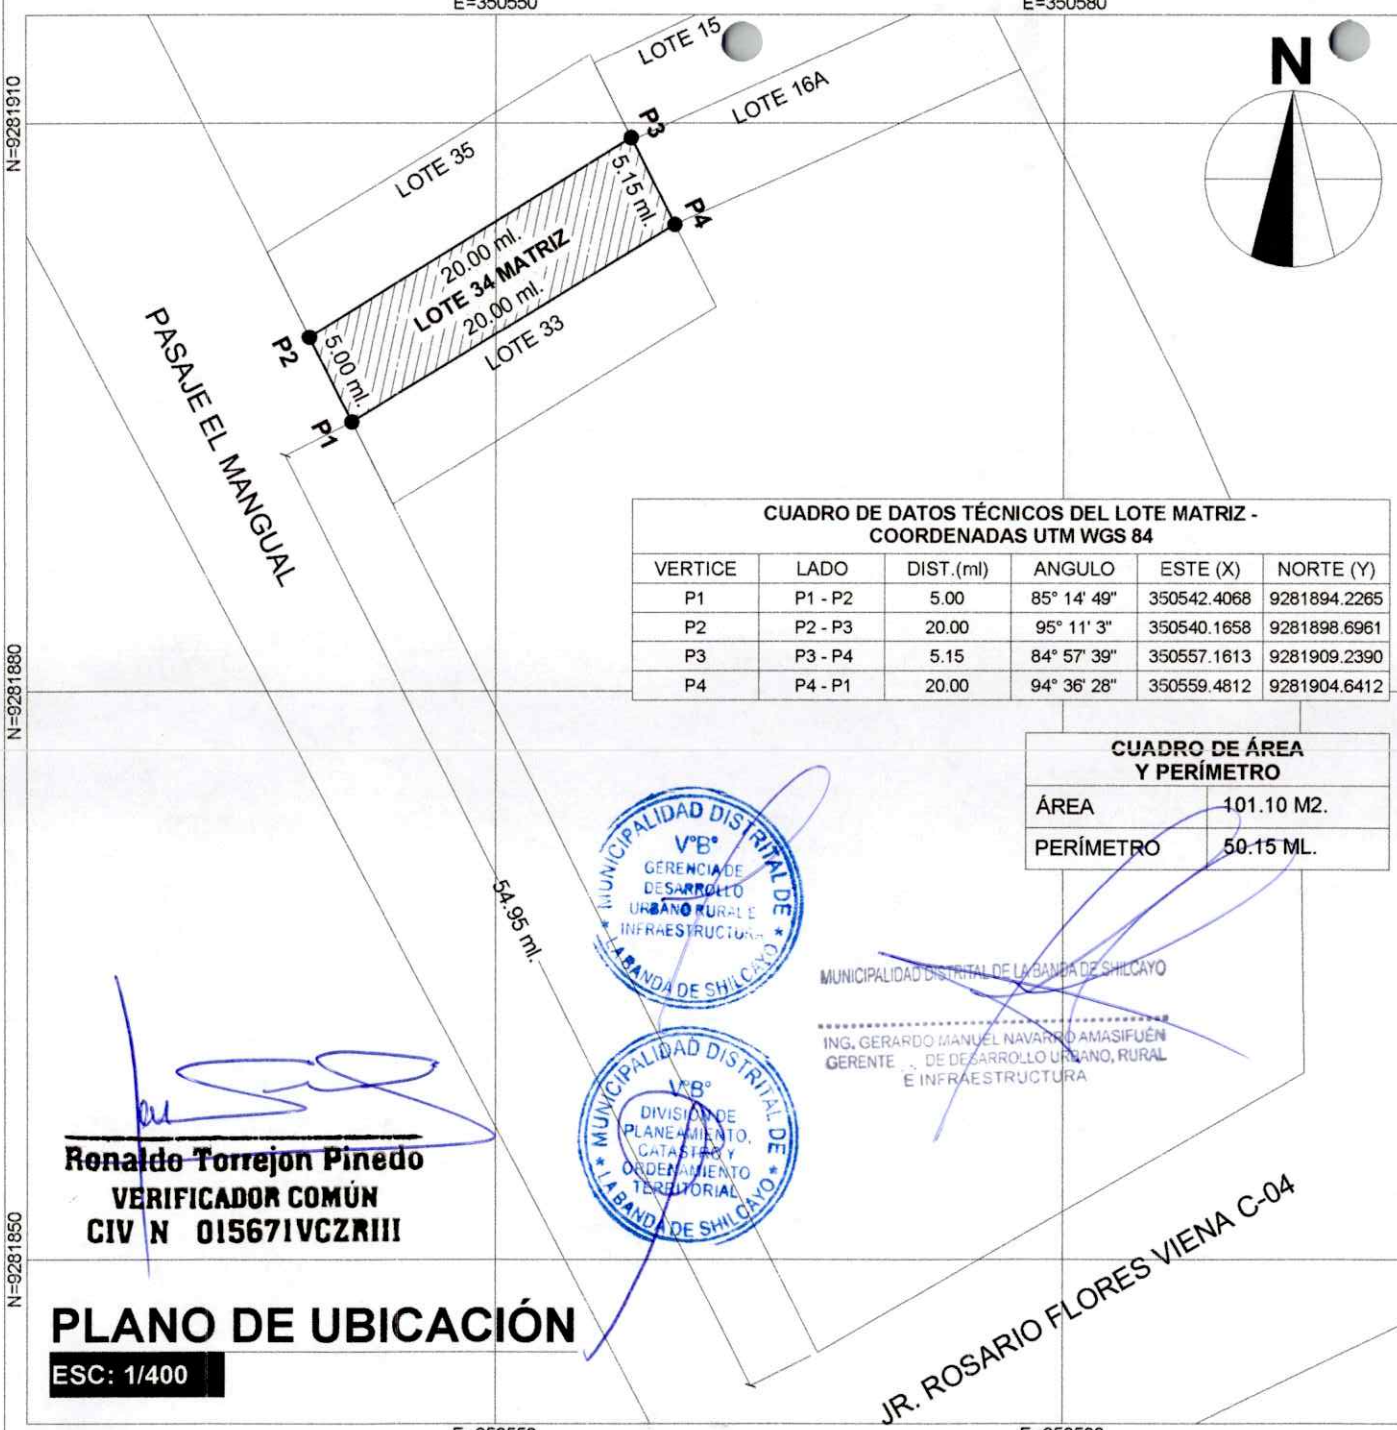 E=350550
E=350580
N=9281910
N=9281880
N=9281850
N
LOTE 15
LOTE 16A
LOTE 35
P3
5.15 ml.
P4
20.00 ml.
LOTE 34 MATRIZ
20.00 ml.
LOTE 33
P2
5.00 ml.
P1
PASAJE EL MANGUAL
CUADRO DE DATOS TÉCNICOS DEL LOTE MATRIZ -
COORDENADAS UTM WGS 84
VERTICE LADO DIST.(ml) ANGULO ESTE (X) NORTE (Y)
P1 P1 - P2 5.00 85° 14' 49" 350542.4068 9281894.2265
P2 P2 - P3 20.00 95° 11' 3" 350540.1658 9281898.6961
P3 P3 - P4 5.15 84° 57' 39" 350557.1613 9281909.2390
P4 P4 - P1 20.00 94° 36' 28" 350559.4812 9281904.6412
CUADRO DE ÁREA
Y PERÍMETRO
ÁREA 101.10 M2.
PERÍMETRO 50.15 ML.
54.95 ml.
MUNICIPALIDAD DISTRITAL DE
V°B°
GERENCIA DE
DESARROLLO
URBANO RURAL E
INFRAESTRUCTURA
* LA BANDA DE SHILCAYO *
MUNICIPALIDAD DISTRITAL DE LA BANDA DE SHILCAYO
ING. GERARDO MANUEL NAVARRO AMASIFUÉN
GERENTE DE DESARROLLO URBANO, RURAL
E INFRAESTRUCTURA
MUNICIPALIDAD DISTRITAL DE
V°B°
DIVISIÓN DE
PLANEAMIENTO,
CATASTRO Y
ORDENAMIENTO
TERRITORIAL
* LA BANDA DE SHILCAYO *
Ronaldo Torrejon Pinedo
VERIFICADOR COMÚN
CIV N 015671VCZRIII
JR. ROSARIO FLORES VIENA C-04
PLANO DE UBICACIÓN
ESC: 1/400